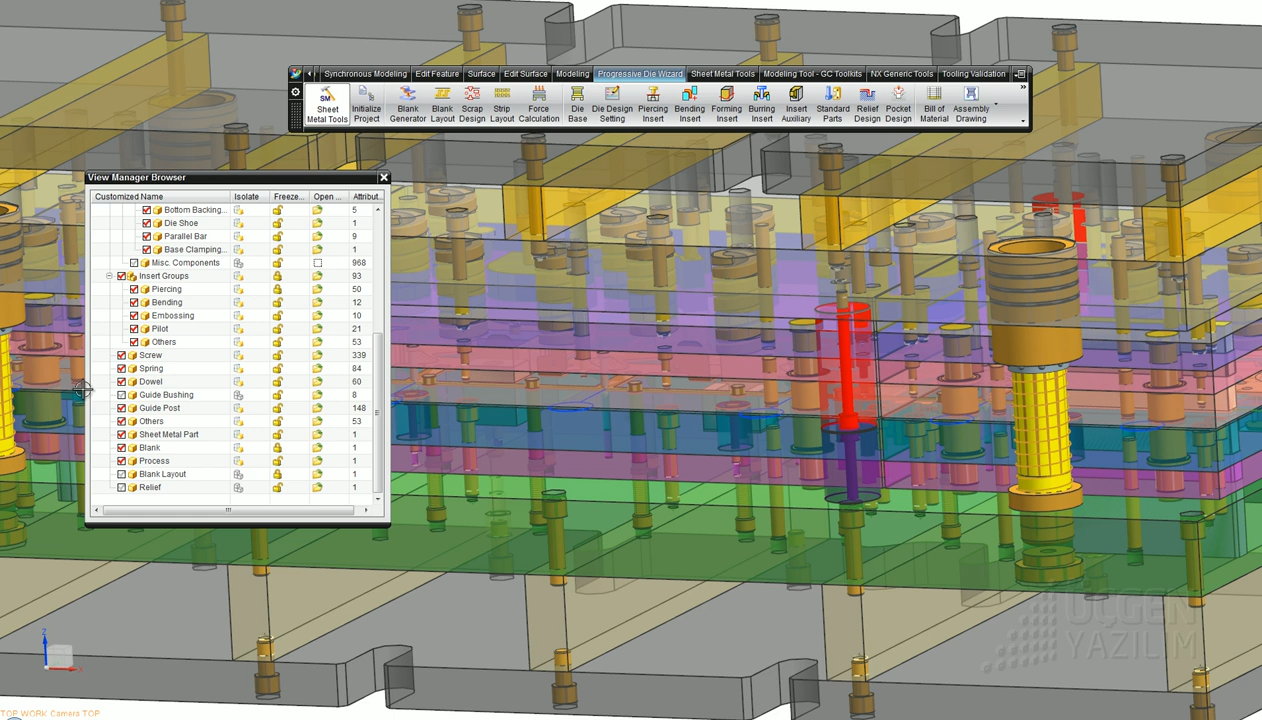 Synchronous Modeling Edit Feature Surface Edit Surface Modeling Progressive Die Wizard Sheet Metal Tools Modeling Tool - GC Toolkits NX Generic Tools Tooling Validation
SM
Sheet Metal Tools
Initialize Project
Blank Generator
Blank Layout
Scrap Design
Strip Layout
Force Calculation
Die Base
Die Design Setting
Piercing Insert
Bending Insert
Forming Insert
Burring Insert
Insert Auxiliary
Standard Parts
Relief Design
Pocket Design
Bill of Material
Assembly Drawing
View Manager Browser
Customized Name Isolate Freeze... Open ... Attribut
Bottom Backing... 5
Die Shoe 1
Parallel Bar 9
Base Clamping... 1
Misc. Components 968
Insert Groups 93
Piercing 50
Bending 12
Embossing 10
Pilot 21
Others 53
Screw 339
Spring 84
Dowel 60
Guide Bushing 8
Guide Post 148
Others 53
Sheet Metal Part 1
Blank 1
Process 1
Blank Layout 1
Relief 1
ÜÇGEN
YAZILIM
Z
X
TOP WORK Camera TOP